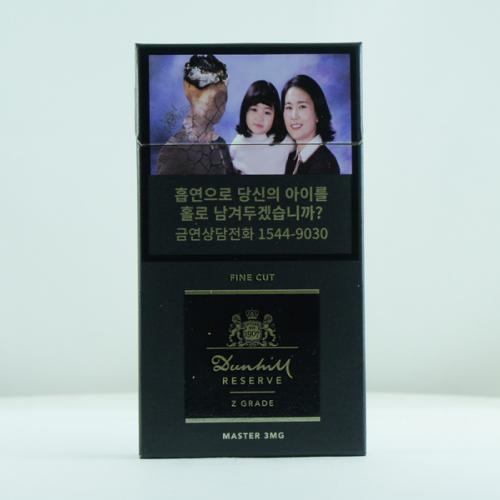 흡연으로 당신의 아이를
홀로 남겨두겠습니까?
금연상담전화 1544-9030
FINE CUT
1907
Dunhill
RESERVE
Z GRADE
MASTER 3MG